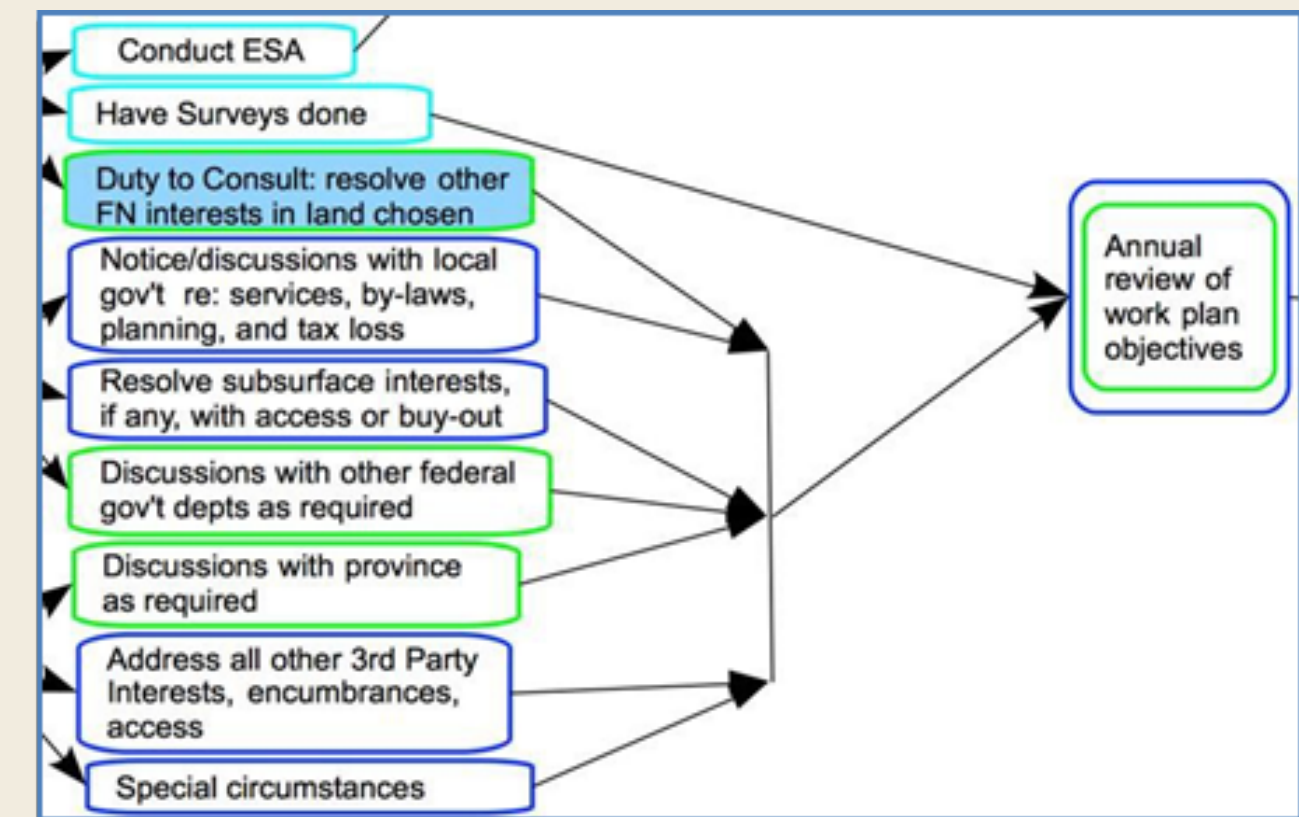 Conduct ESA
Have Surveys done
Duty to Consult: resolve other
FN interests in land chosen
Notice/discussions with local
gov't re: services, by-laws,
planning, and tax loss
Resolve subsurface interests,
if any, with access or buy-out
Discussions with other federal
gov't depts as required
Discussions with province
as required
Address all other 3rd Party
Interests, encumbrances,
access
Special circumstances
Annual
review of
work plan
objectives